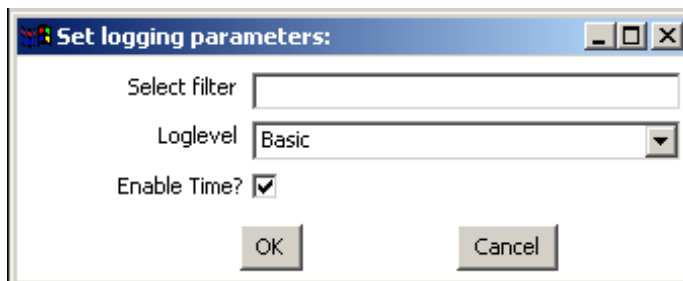 Set logging parameters:
Select filter
Loglevel Basic
Enable Time?
OK Cancel